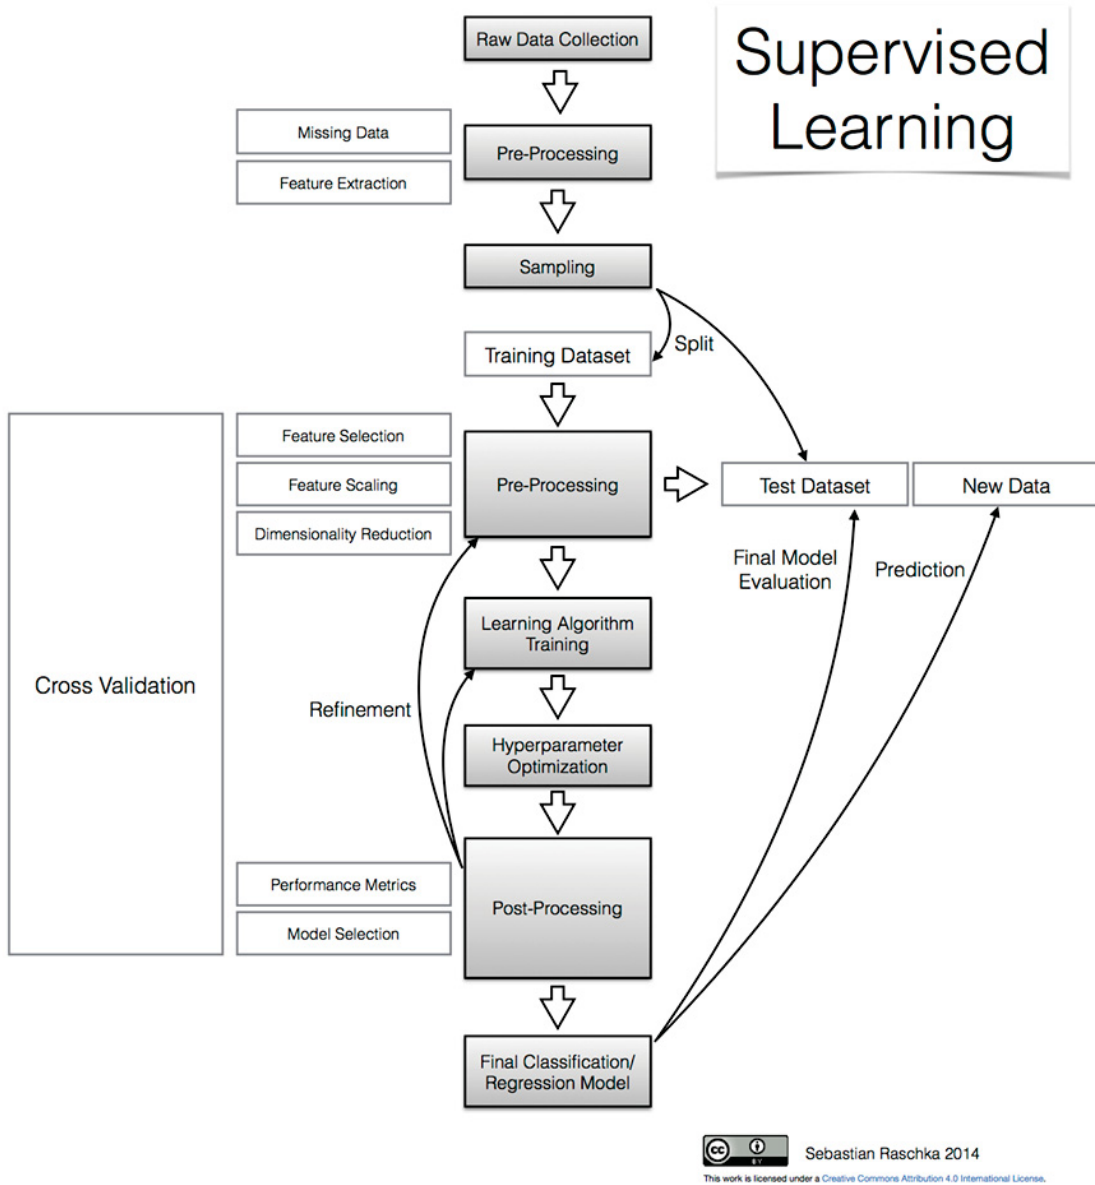 Supervised
Learning
Raw Data Collection
Missing Data
Pre-Processing
Feature Extraction
Sampling
Split
Training Dataset
Feature Selection
Feature Scaling
Pre-Processing
Dimensionality Reduction
Test Dataset
New Data
Final Model
Evaluation
Prediction
Learning Algorithm
Training
Cross Validation
Refinement
Hyperparameter
Optimization
Performance Metrics
Post-Processing
Model Selection
Final Classification/
Regression Model
cc
BY
Sebastian Raschka 2014
This work is licensed under a Creative Commons Attribution 4.0 International License.